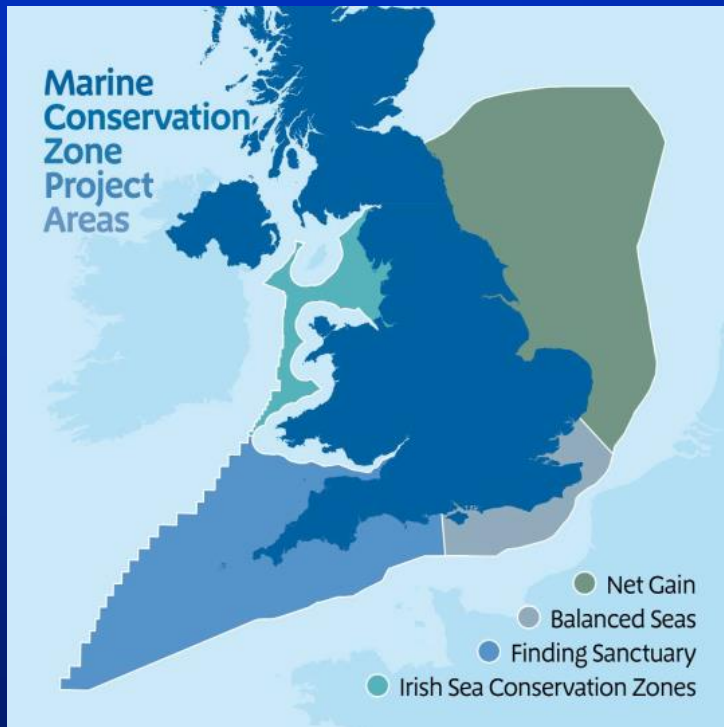 Marine
Conservation
Zone
Project
Areas
Net Gain
Balanced Seas
Finding Sanctuary
Irish Sea Conservation Zones